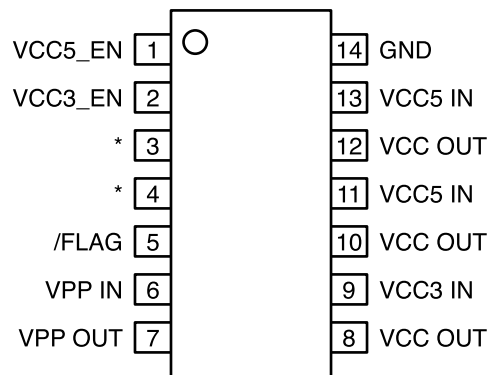 VCC5_EN 1 14 GND
VCC3_EN 2 13 VCC5 IN
* 3 12 VCC OUT
* 4 11 VCC5 IN
/FLAG 5 10 VCC OUT
VPP IN 6 9 VCC3 IN
VPP OUT 7 8 VCC OUT